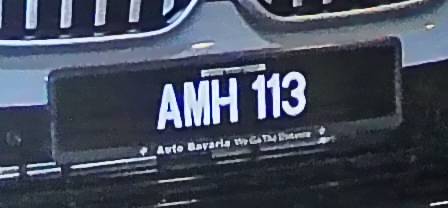 AMH 113
Auto Bavaria We Go The Distance